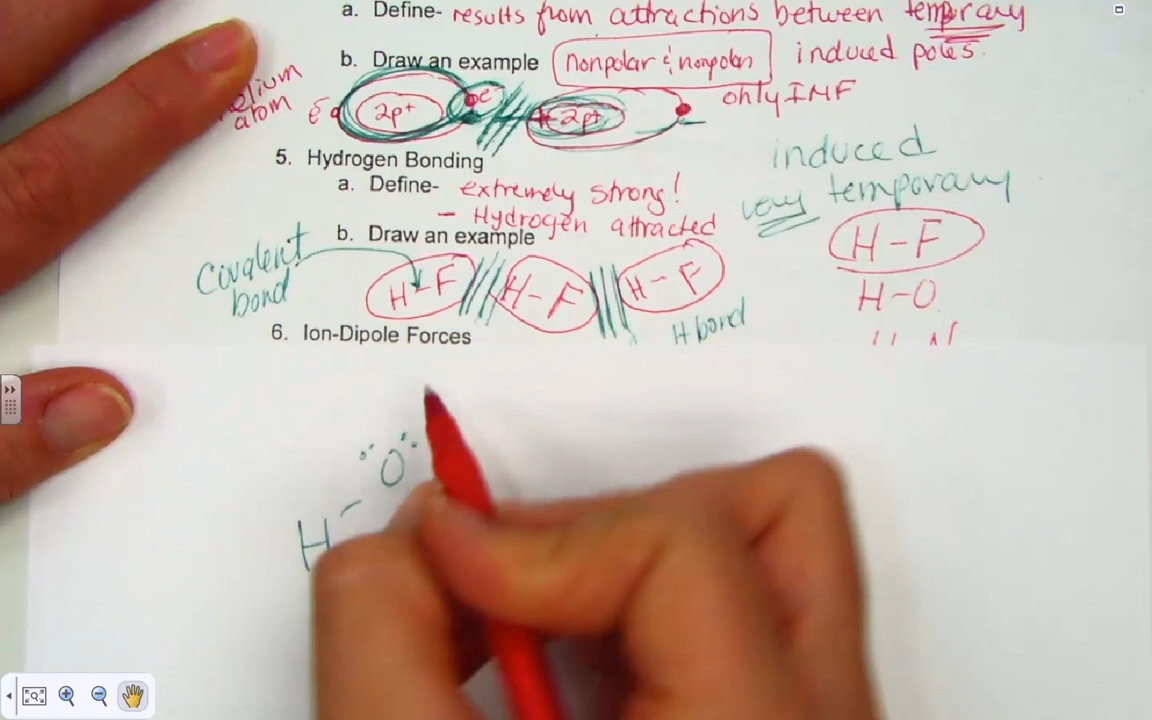 a. Define- results from attractions between temporary
b. Draw an example nonpolar & nonpolar induced poles.
only IMF
atom e⁻ 2p⁺ e⁻ 2p⁺
induced
very temporary
5. Hydrogen Bonding
a. Define- extremely strong!
- Hydrogen attracted
b. Draw an example
Covalent
bond
H-F H-F H-F
H bond
H-F
H-O
6. Ion-Dipole Forces
H - O